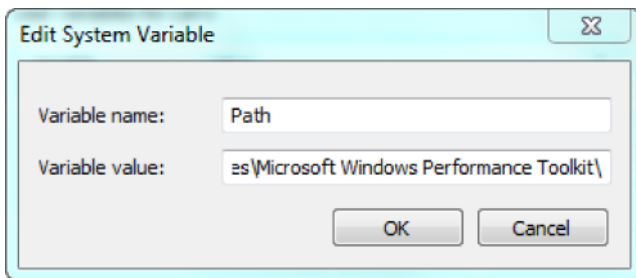 Edit System Variable
Variable name:
Path
Variable value:
es\Microsoft Windows Performance Toolkit\
OK
Cancel